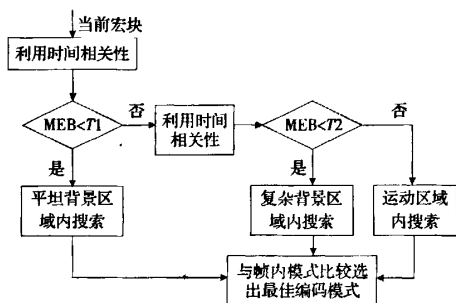 当前宏块
利用时间相关性
MEB<T1
否
利用时间
相关性
MEB<T2
否
是
是
平坦背景区
域内搜索
复杂背景区
域内搜索
运动区域
内搜索
与帧内模式比较选
出最佳编码模式